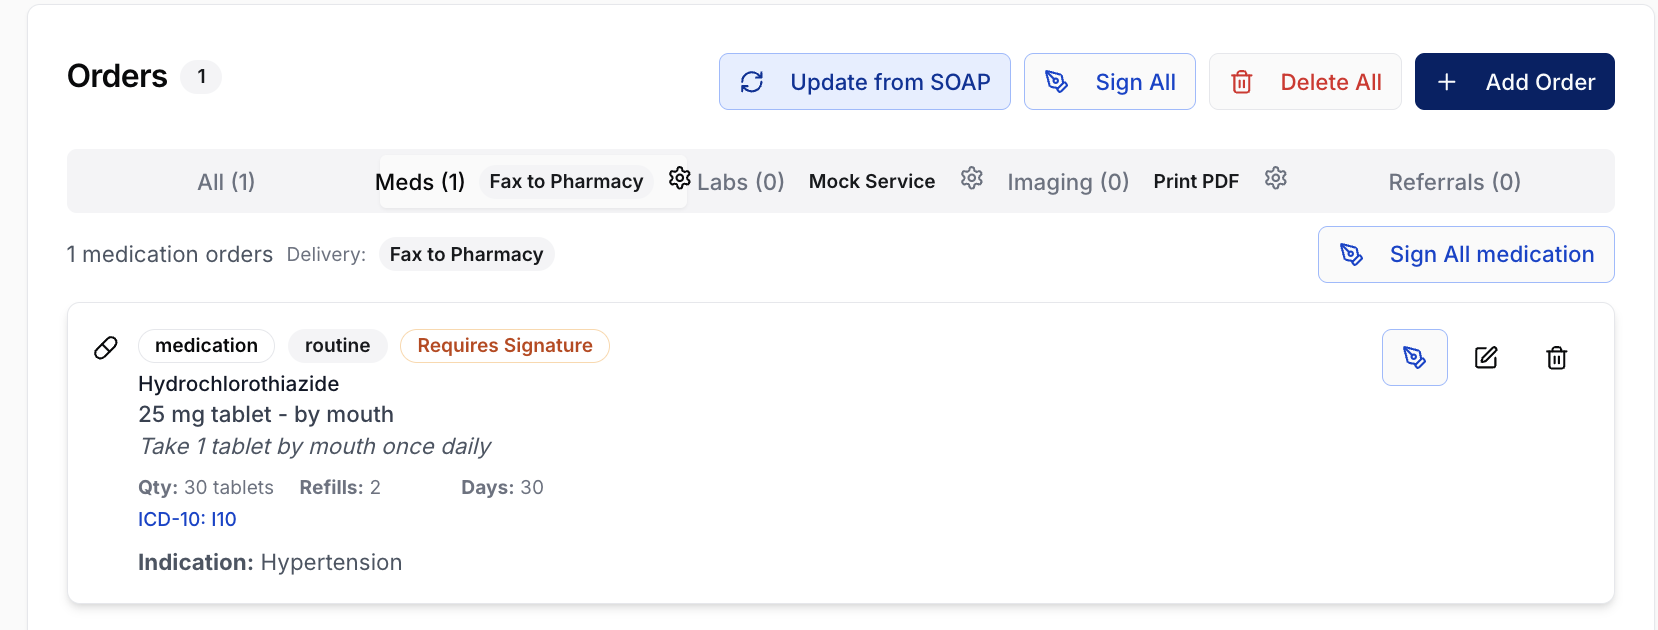 Orders 1 Update from SOAP Sign All Delete All Add Order
All (1) Meds (1) Fax to Pharmacy Labs (0) Mock Service Imaging (0) Print PDF Referrals (0)
1 medication orders Delivery: Fax to Pharmacy Sign All medication
medication routine Requires Signature
Hydrochlorothiazide
25 mg tablet - by mouth
Take 1 tablet by mouth once daily
Qty: 30 tablets Refills: 2 Days: 30
ICD-10: I10
Indication: Hypertension